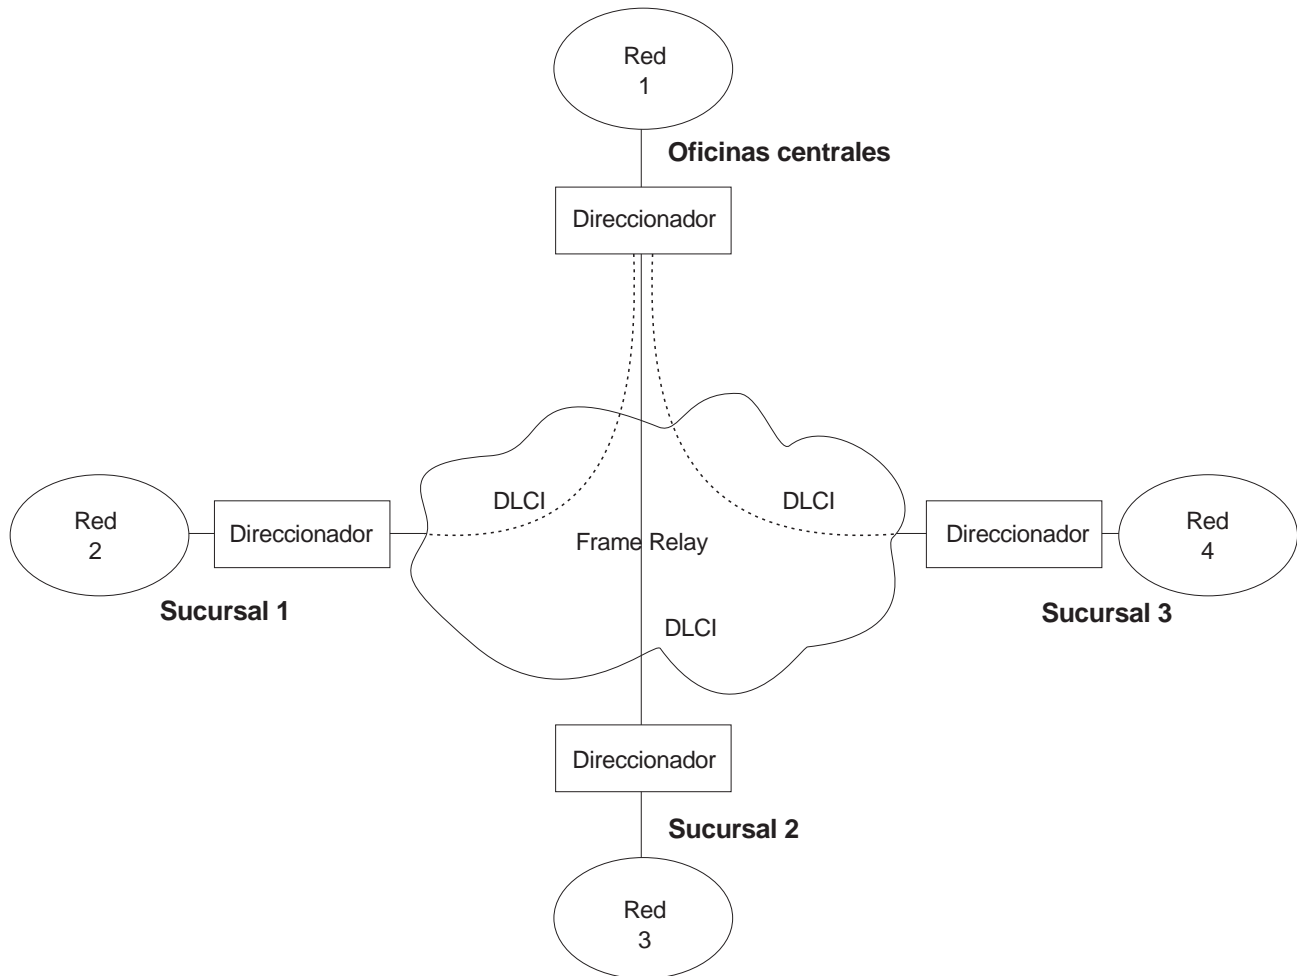 Red
1
Oficinas centrales
Direccionador
DLCI
DLCI
Red
2
Direccionador
Frame Relay
Direccionador
Red
4
Sucursal 1
Sucursal 3
DLCI
Direccionador
Sucursal 2
Red
3